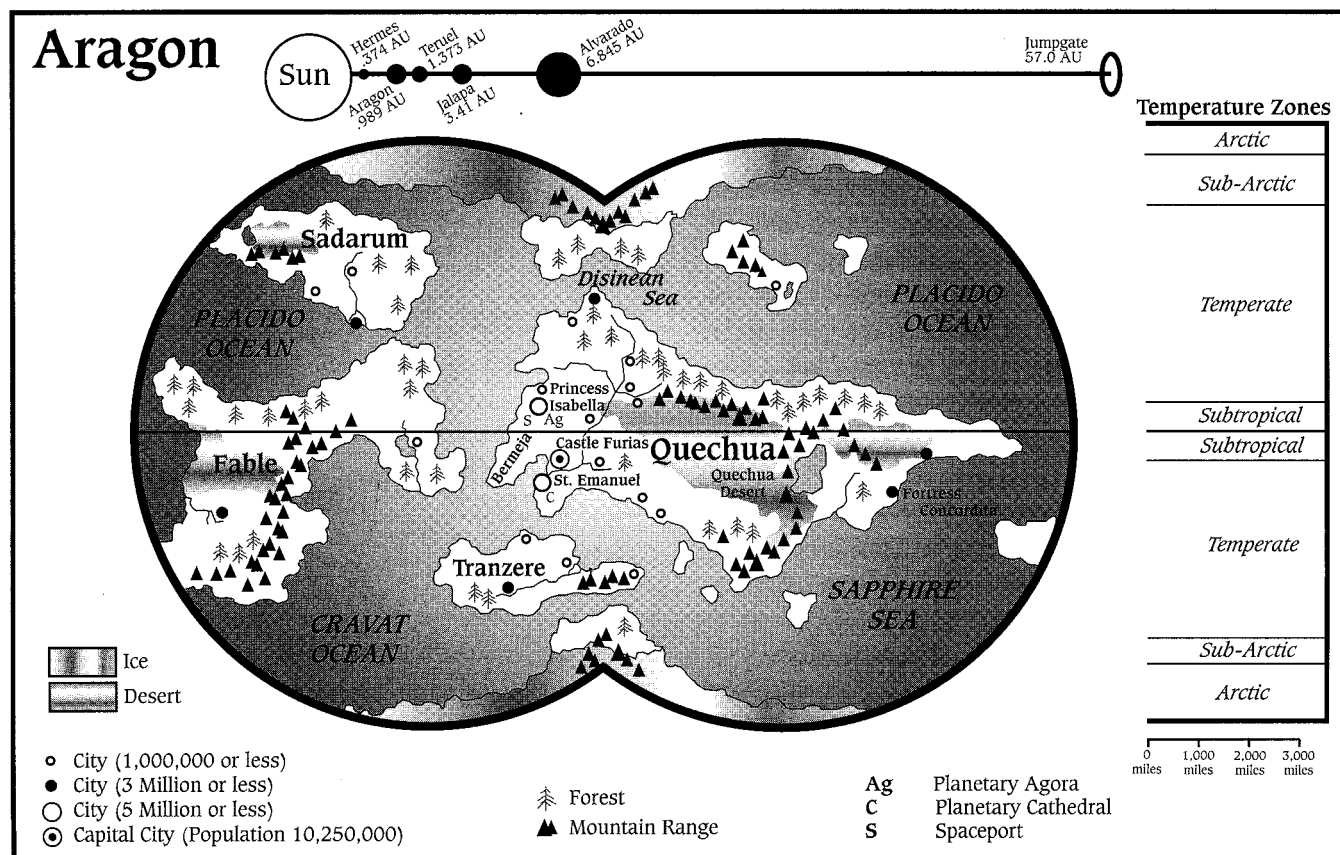 Aragon
Sun
Hermes
.374 AU
Aragon
.989 AU
Teruel
1.373 AU
Jalapa
3.41 AU
Alvarado
6.845 AU
Jumpgate
57.0 AU
Temperature Zones
Arctic
Sub-Arctic
Temperate
Subtropical
Subtropical
Temperate
Sub-Arctic
Arctic
Sadarum
Disinean
Sea
PLACIDO
OCEAN
PLACIDO
OCEAN
Princess
Isabella
S
Ag
Bermeja
Castle Furias
Quechua
St. Emanuel
C
Quechua
Desert
Fable
Fortress
Concordia
Tranzere
CRAVAT
OCEAN
SAPPHIRE
SEA
Ice
Desert
City (1,000,000 or less)
City (3 Million or less)
City (5 Million or less)
Capital City (Population 10,250,000)
Forest
Mountain Range
Ag Planetary Agora
C Planetary Cathedral
S Spaceport
0 1,000 2,000 3,000
miles miles miles miles